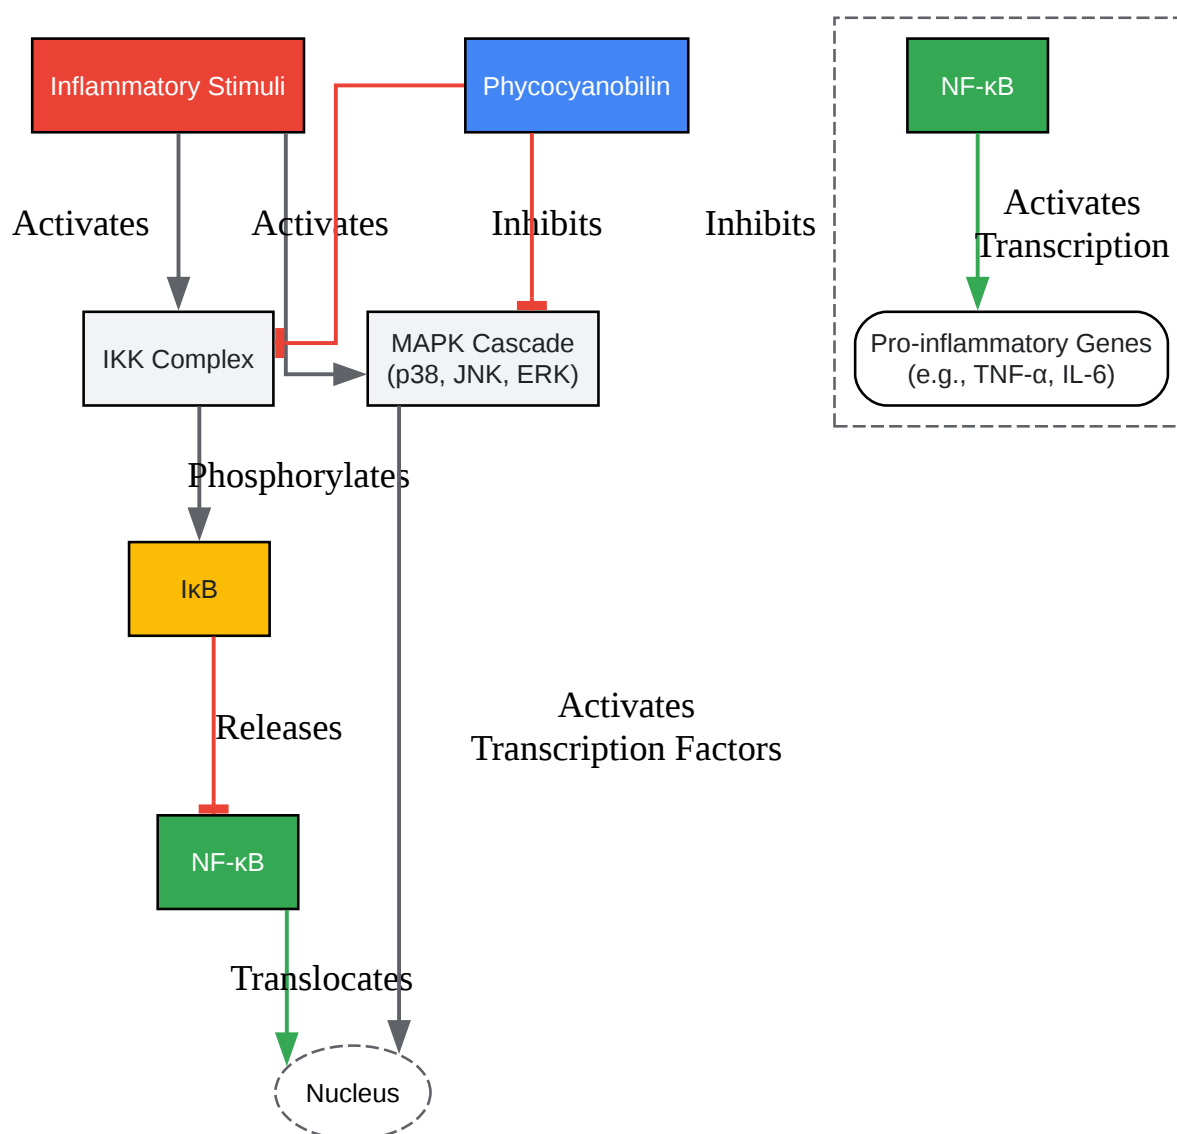 Inflammatory Stimuli
Phycocyanobilin
NF-κB
Activates
Activates
Inhibits
Inhibits
Activates
Transcription
IKK Complex
MAPK Cascade
(p38, JNK, ERK)
Pro-inflammatory Genes
(e.g., TNF-α, IL-6)
Phosphorylates
IκB
Releases
Activates
Transcription Factors
NF-κB
Translocates
Nucleus